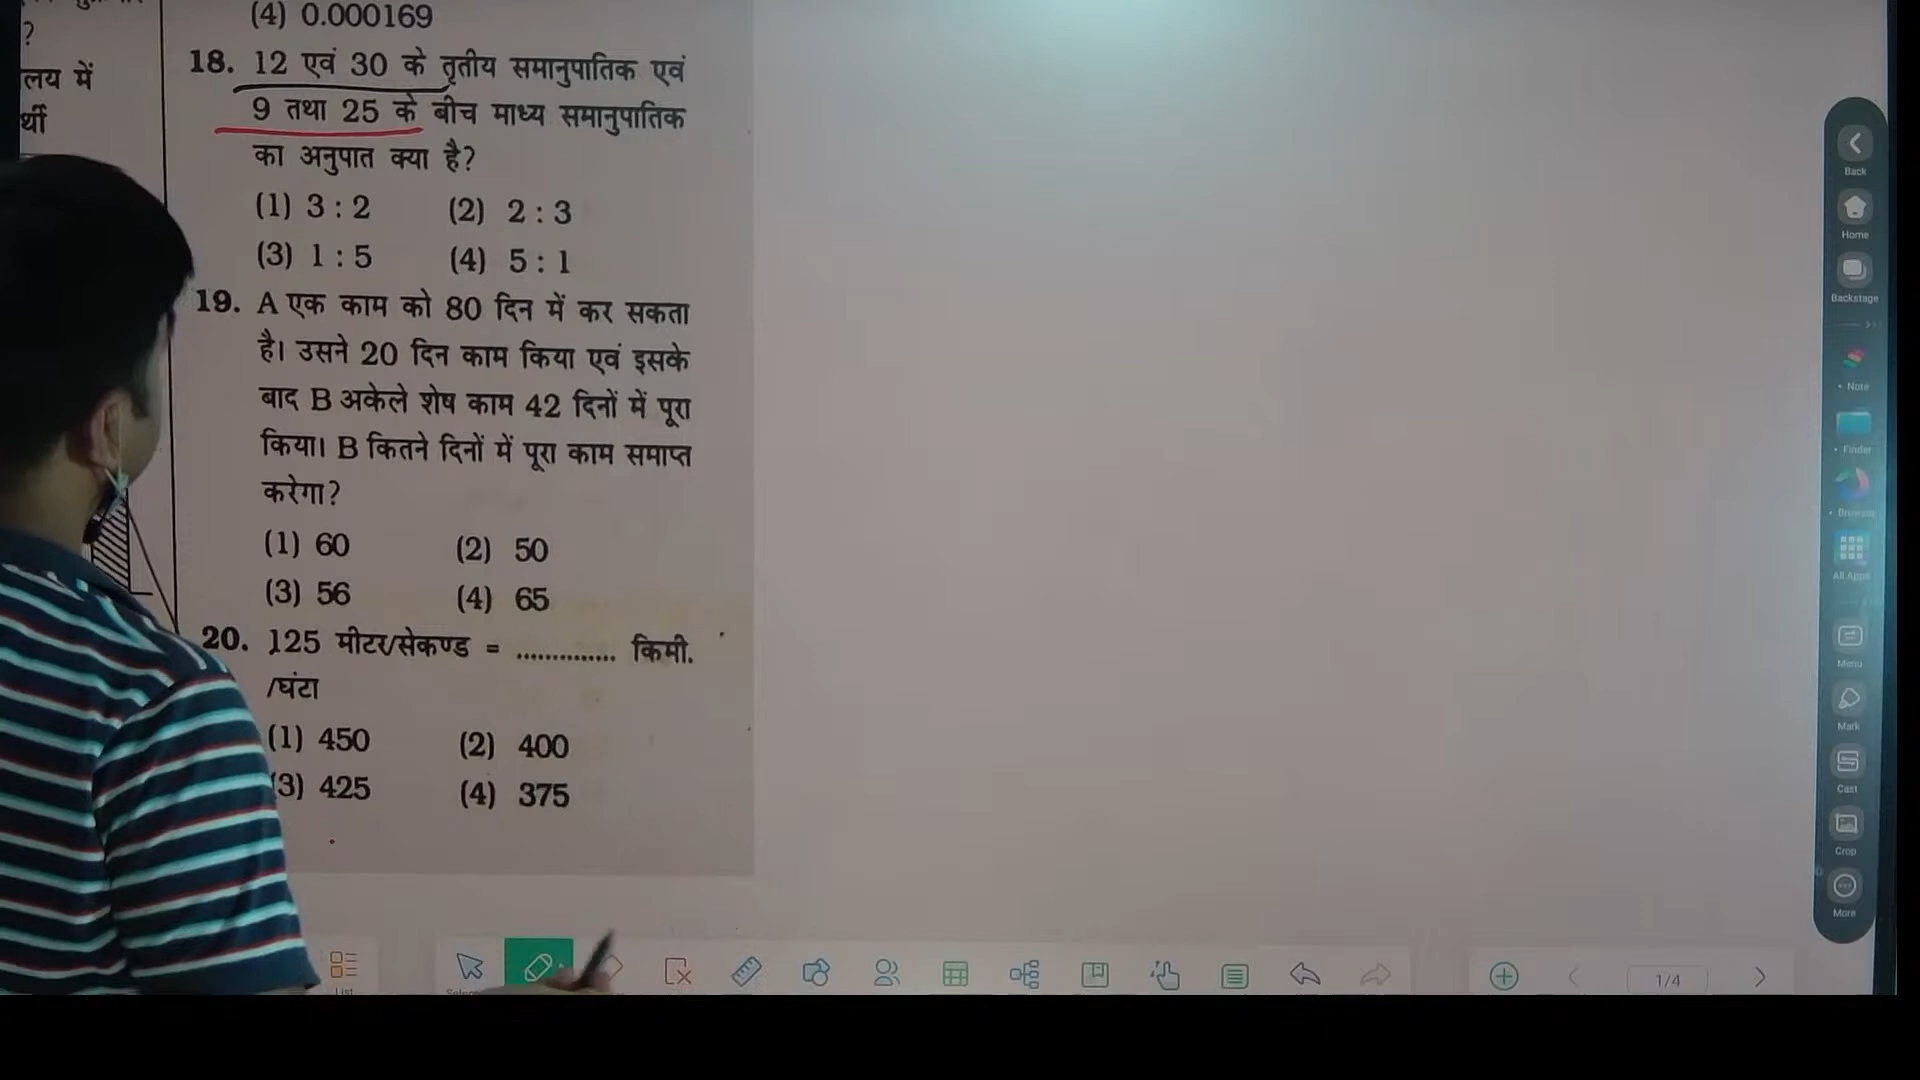 ?
लय में
र्थी
(4) 0.000169
18. 12 एवं 30 के तृतीय समानुपातिक एवं
9 तथा 25 के बीच माध्य समानुपातिक
का अनुपात क्या है?
(1) 3 : 2 (2) 2 : 3
(3) 1 : 5 (4) 5 : 1
19. A एक काम को 80 दिन में कर सकता
है। उसने 20 दिन काम किया एवं इसके
बाद B अकेले शेष काम 42 दिनों में पूरा
किया। B कितने दिनों में पूरा काम समाप्त
करेगा?
(1) 60 (2) 50
(3) 56 (4) 65
20. 125 मीटर/सेकण्ड = .............. किमी.
/घंटा
(1) 450 (2) 400
(3) 425 (4) 375
List
1/4
Back
Home
Backstage
Note
Finder
Browser
All Apps
Menu
Mark
Cast
Crop
More